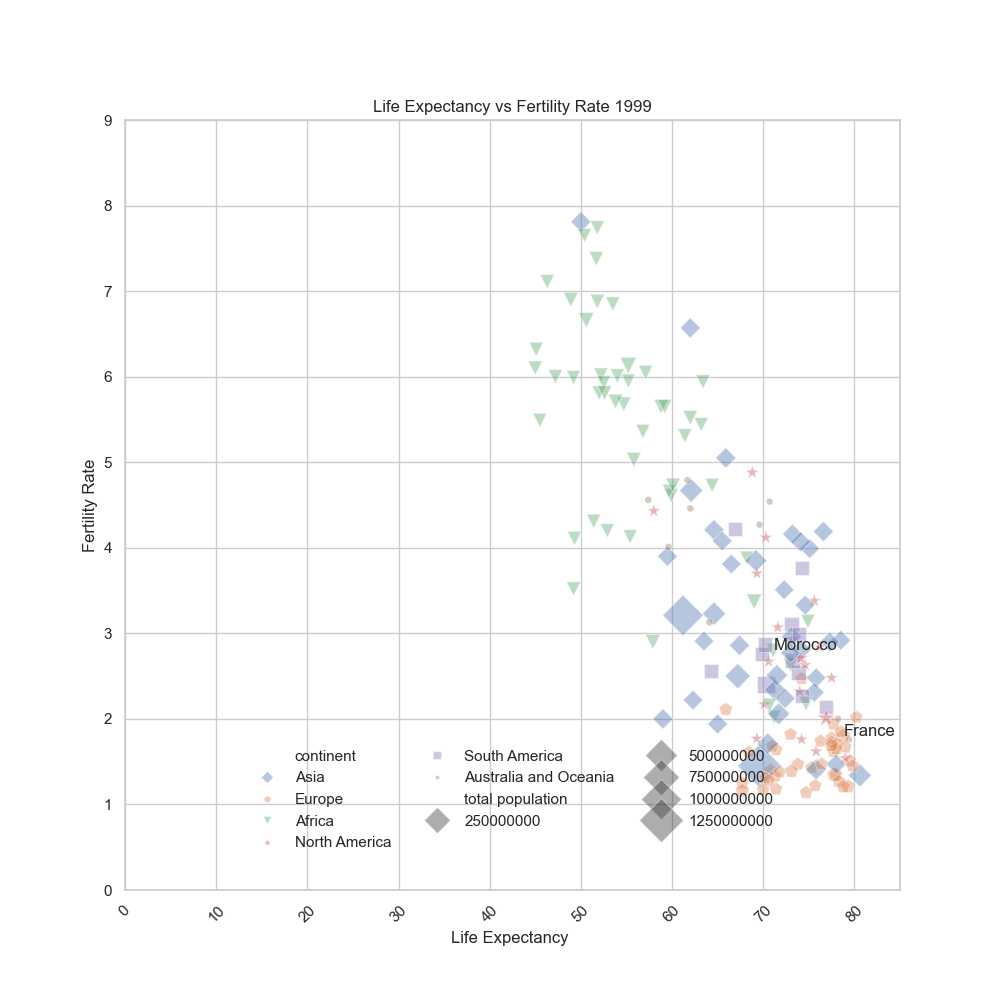 Life Expectancy vs Fertility Rate 1999
9
8
7
6
5
4
3
2
1
0
Fertility Rate
Morocco
France
continent
Asia
Europe
Africa
North America
South America
Australia and Oceania
total population
250000000
500000000
750000000
1000000000
1250000000
0 10 20 30 40 50 60 70 80
Life Expectancy